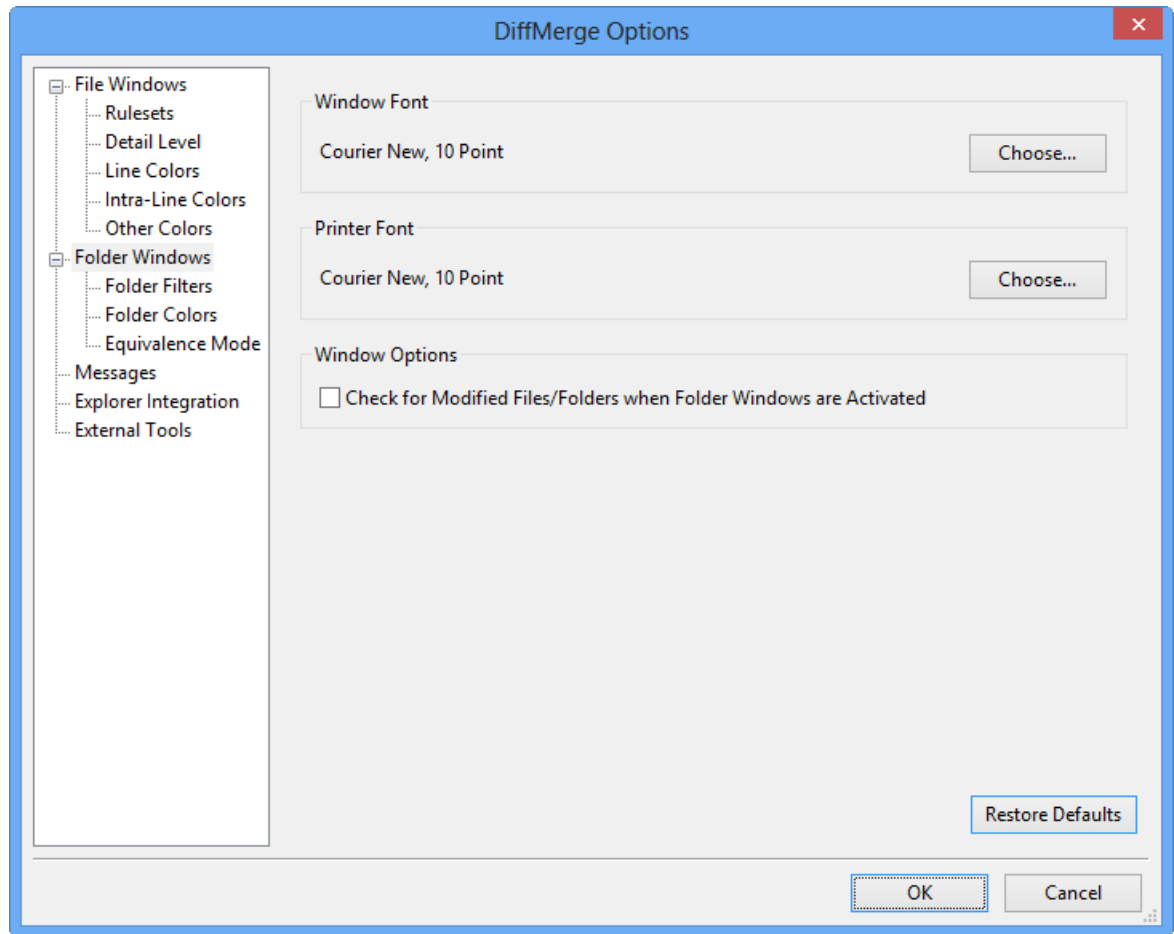 DiffMerge Options
File Windows
Rulesets
Detail Level
Line Colors
Intra-Line Colors
Other Colors
Folder Windows
Folder Filters
Folder Colors
Equivalence Mode
Messages
Explorer Integration
External Tools
Window Font
Courier New, 10 Point
Choose...
Printer Font
Courier New, 10 Point
Choose...
Window Options
Check for Modified Files/Folders when Folder Windows are Activated
Restore Defaults
OK
Cancel